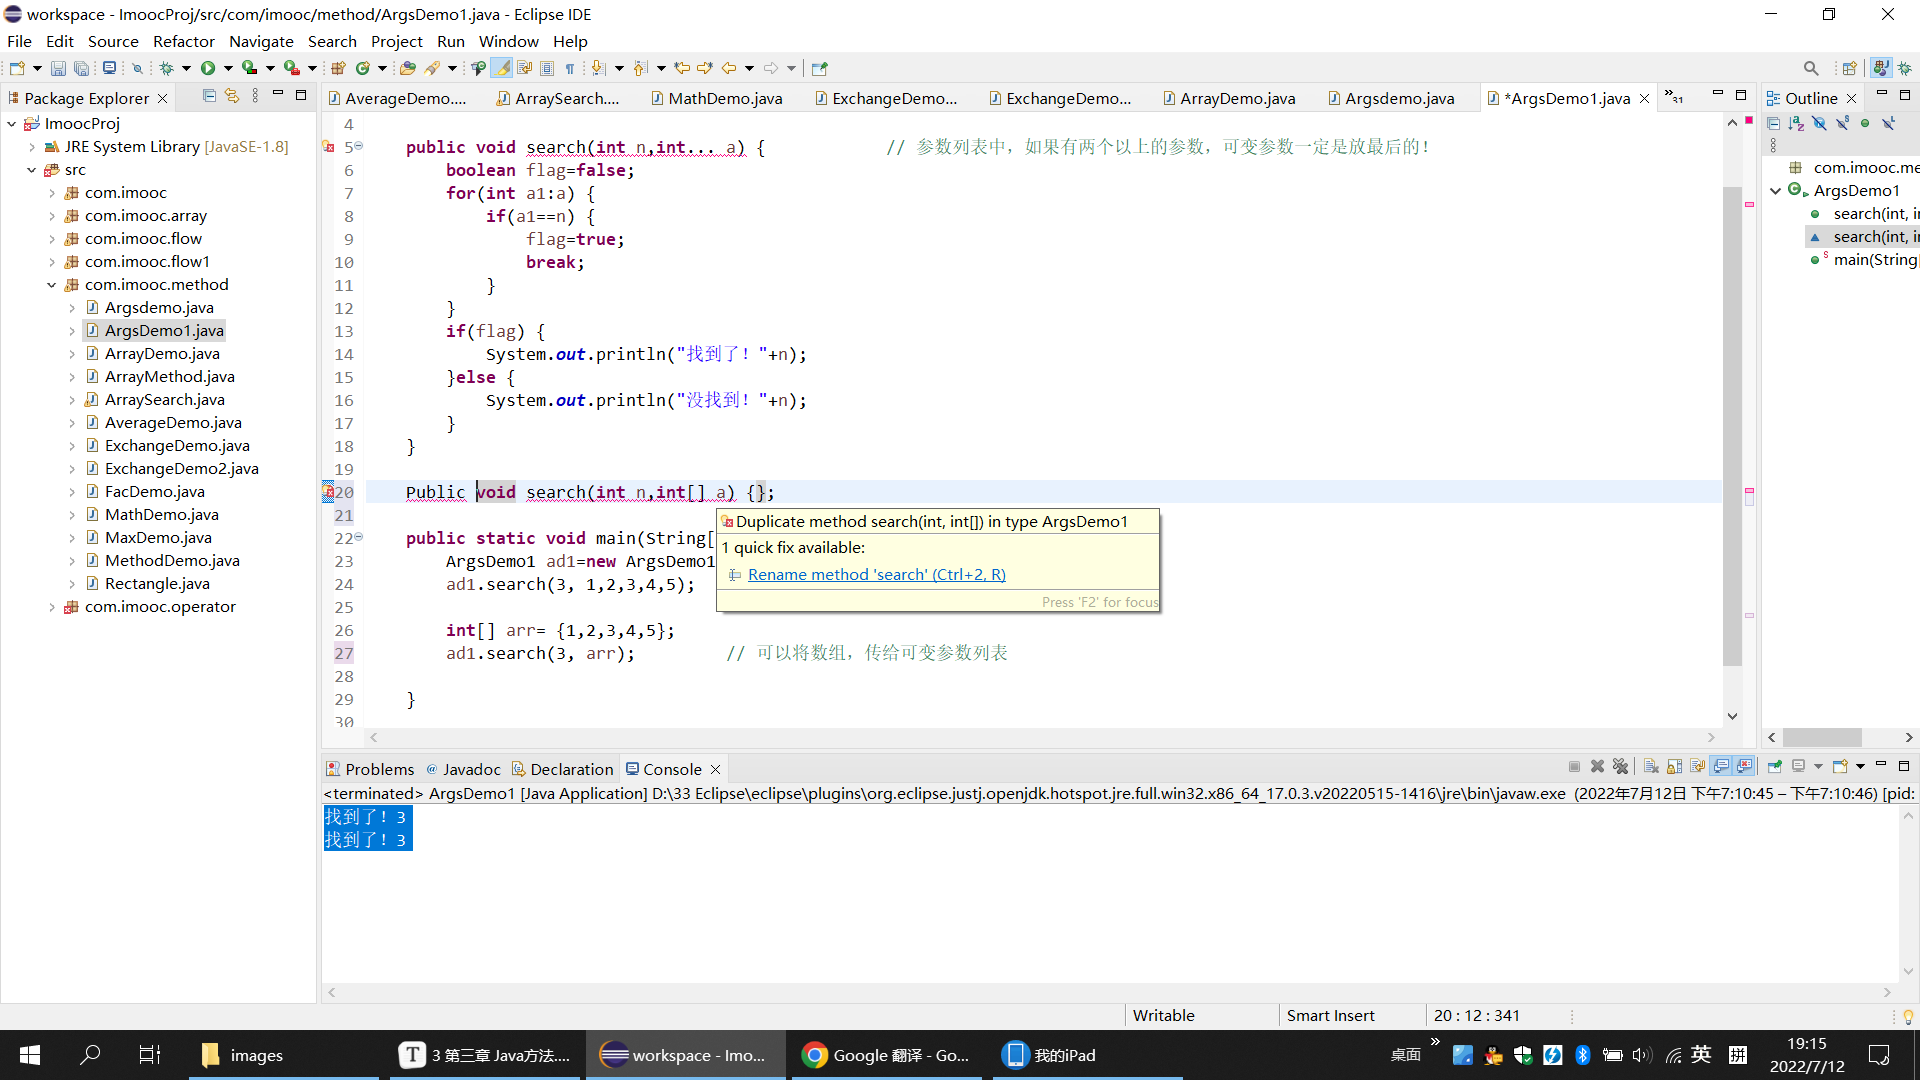 workspace - ImoocProj/src/com/imooc/method/ArgsDemo1.java - Eclipse IDE
File Edit Source Refactor Navigate Search Project Run Window Help
Package Explorer
ImoocProj
JRE System Library [JavaSE-1.8]
src
com.imooc
com.imooc.array
com.imooc.flow
com.imooc.flow1
com.imooc.method
Argsdemo.java
ArgsDemo1.java
ArrayDemo.java
ArrayMethod.java
ArraySearch.java
AverageDemo.java
ExchangeDemo.java
ExchangeDemo2.java
FacDemo.java
MathDemo.java
MaxDemo.java
MethodDemo.java
Rectangle.java
com.imooc.operator
AverageDemo.... ArraySearch.... MathDemo.java ExchangeDemo... ExchangeDemo... ArrayDemo.java Argsdemo.java *ArgsDemo1.java »31
4
5 public void search(int n,int... a) { // 参数列表中，如果有两个以上的参数，可变参数一定是放最后的！
6 boolean flag=false;
7 for(int a1:a) {
8 if(a1==n) {
9 flag=true;
10 break;
11 }
12 }
13 if(flag) {
14 System.out.println("找到了！"+n);
15 }else {
16 System.out.println("没找到！"+n);
17 }
18 }
19
20 Public void search(int n,int[] a) {};
21
22 public static void main(String[
23 ArgsDemo1 ad1=new ArgsDemo1
24 ad1.search(3, 1,2,3,4,5);
25
26 int[] arr= {1,2,3,4,5};
27 ad1.search(3, arr); // 可以将数组，传给可变参数列表
28
29 }
30
Duplicate method search(int, int[]) in type ArgsDemo1
1 quick fix available:
Rename method 'search' (Ctrl+2, R)
Press 'F2' for focus
Outline
com.imooc.me
ArgsDemo1
search(int, i
search(int, i
main(String[
Problems @ Javadoc Declaration Console
<terminated> ArgsDemo1 [Java Application] D:\33 Eclipse\eclipse\plugins\org.eclipse.justj.openjdk.hotspot.jre.full.win32.x86_64_17.0.3.v20220515-1416\jre\bin\javaw.exe (2022年7月12日 下午7:10:45 – 下午7:10:46) [pid:
找到了！3
找到了！3
Writable Smart Insert 20 : 12 : 341
images 3 第三章 Java方法.... workspace - Imo... Google 翻译 - Go... 我的iPad 桌面 » 英 拼 19:15
2022/7/12